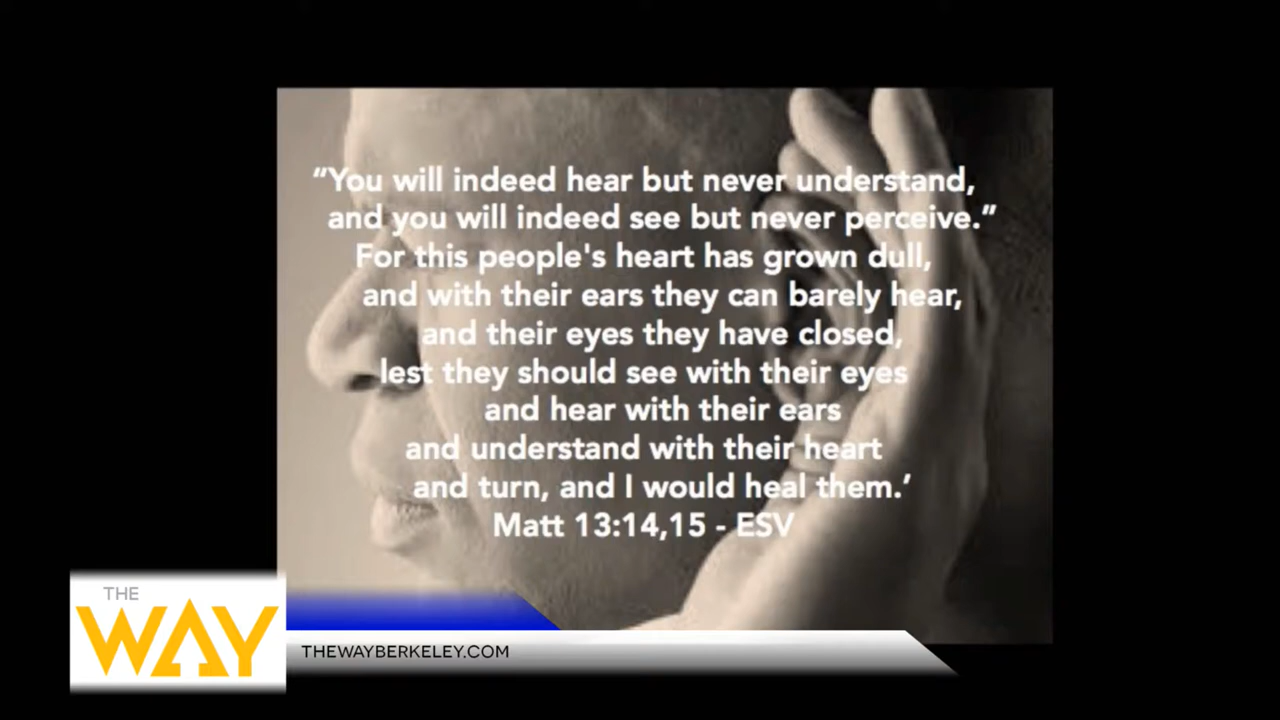 “You will indeed hear but never understand,
and you will indeed see but never perceive.”
For this people's heart has grown dull,
and with their ears they can barely hear,
and their eyes they have closed,
lest they should see with their eyes
and hear with their ears
and understand with their heart
and turn, and I would heal them.’
Matt 13:14,15 - ESV
THE
WAY
THEWAYBERKELEY.COM